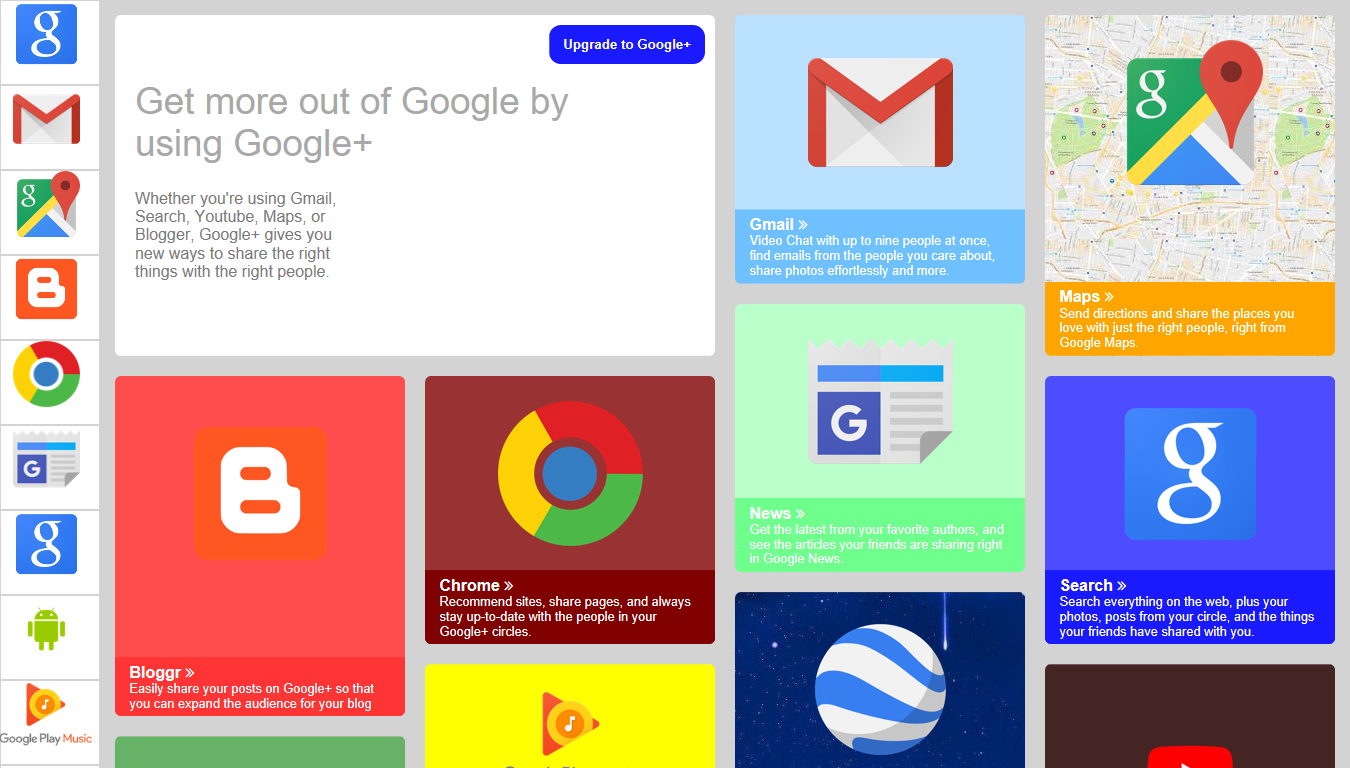 Upgrade to Google+
Get more out of Google by
using Google+
Whether you're using Gmail,
Search, Youtube, Maps, or
Blogger, Google+ gives you
new ways to share the right
things with the right people.
Gmail »
Video Chat with up to nine people at once,
find emails from the people you care about,
share photos effortlessly and more.
Maps »
Send directions and share the places you
love with just the right people, right from
Google Maps.
News »
Get the latest from your favorite authors, and
see the articles your friends are sharing right
in Google News.
Chrome »
Recommend sites, share pages, and always
stay up-to-date with the people in your
Google+ circles.
Search »
Search everything on the web, plus your
photos, posts from your circle, and the things
your friends have shared with you.
Bloggr »
Easily share your posts on Google+ so that
you can expand the audience for your blog
Google Play Music